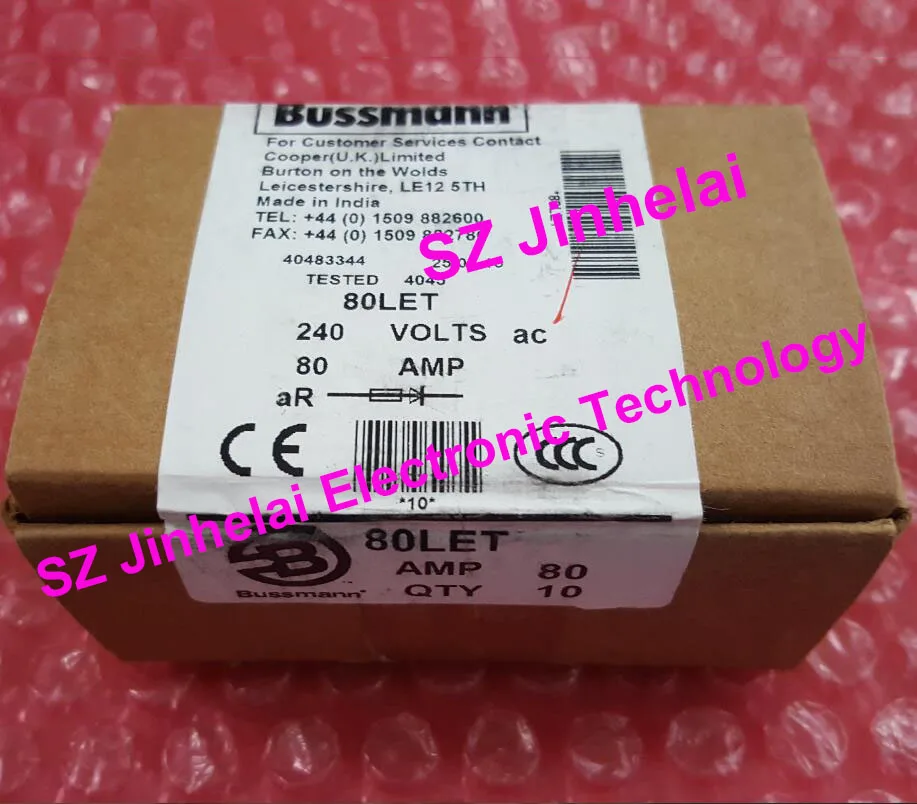 Bussmann
For Customer Services Contact
Cooper(U.K.)Limited
Burton on the Wolds
Leicestershire, LE12 5TH
Made in India
TEL: +44 (0) 1509 882600
FAX: +44 (0) 1509
40483344
TESTED 4045
80LET
240 VOLTS ac
80 AMP
aR
CE
CCC S
*10*
80LET
AMP 80
Bussmann QTY 10
SZ Jinhelai
SZ Jinhelai Electronic Technology